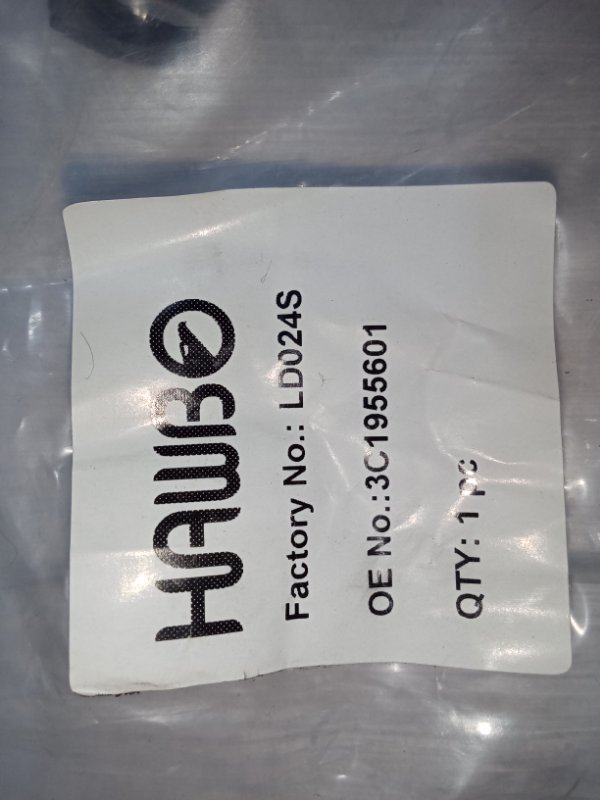 HAWBO
Factory No.: LD024S
OE No.:3C1955601
QTY: 1 pc